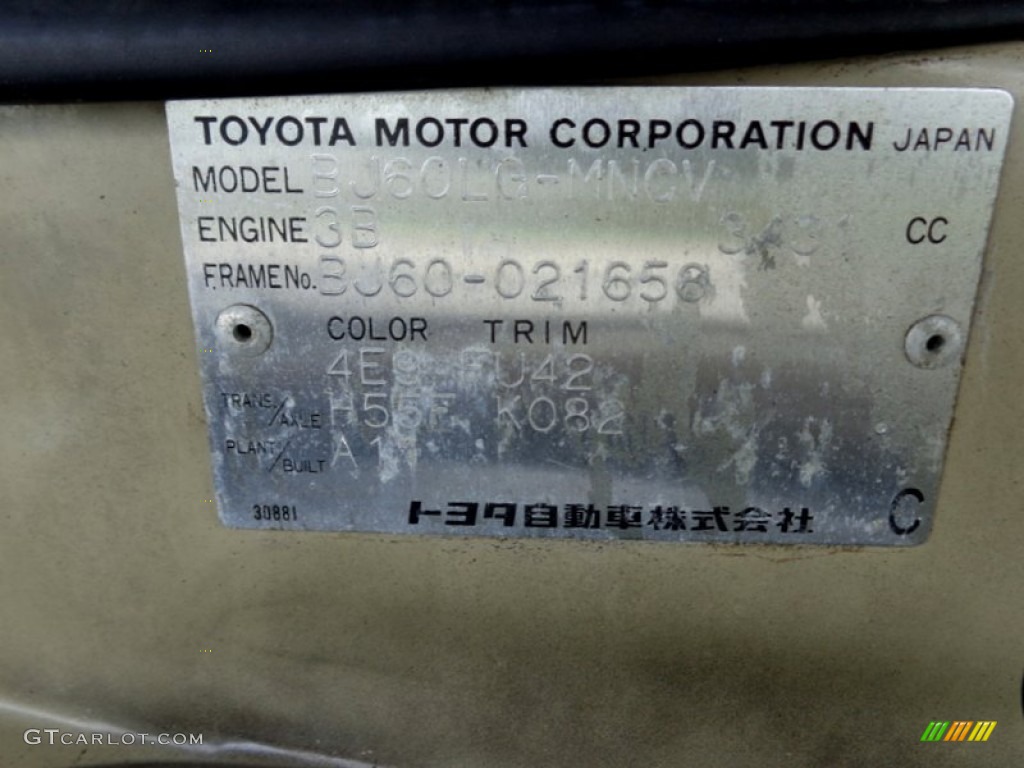 TOYOTA MOTOR CORPORATION JAPAN
MODEL BJ60LG-MNCV
ENGINE 3B 3431 CC
FRAME No. BJ60-021658
COLOR TRIM
4E9 FU42
TRANS./AXLE H55F K082
PLANT/BUILT
30881 トヨタ自動車株式会社 C
GTCARLOT.COM